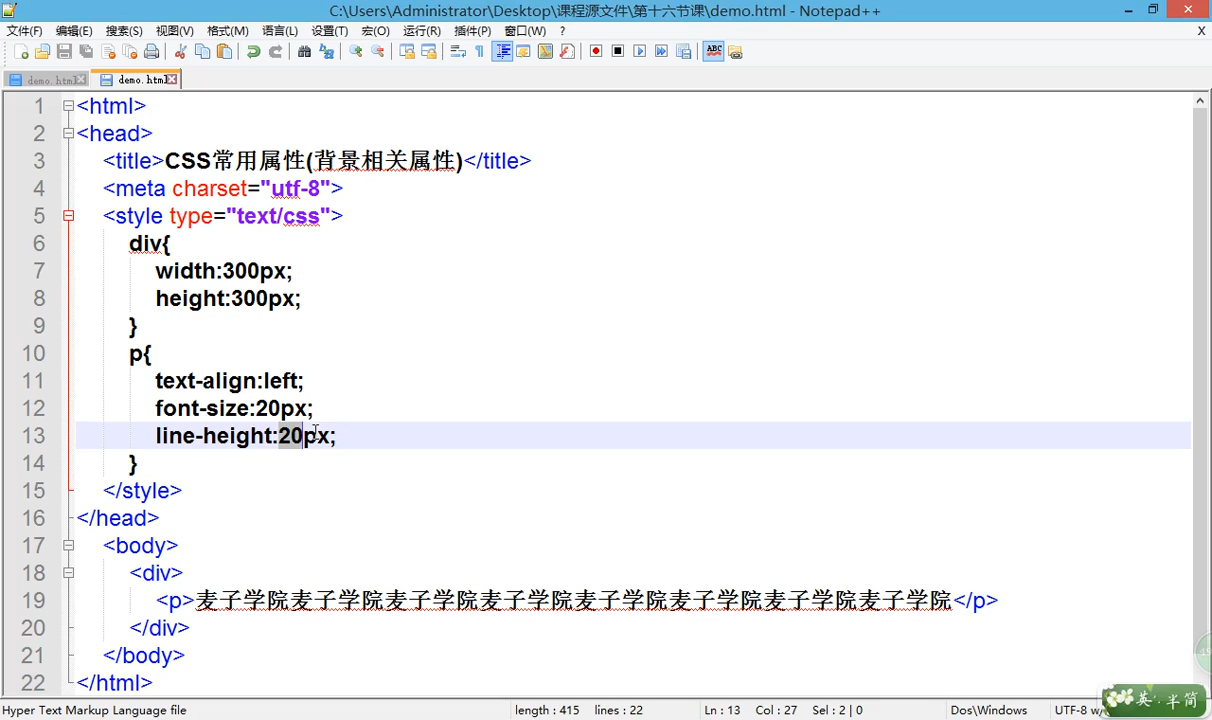 C:\Users\Administrator\Desktop\课程源文件\第十六节课\demo.html - Notepad++
文件(F) 编辑(E) 搜索(S) 视图(V) 格式(M) 语言(L) 设置(T) 宏(O) 运行(R) 插件(P) 窗口(W) ? X
demo.html demo.html
1 <html>
2 <head>
3 <title>CSS常用属性(背景相关属性)</title>
4 <meta charset="utf-8">
5 <style type="text/css">
6 div{
7 width:300px;
8 height:300px;
9 }
10 p{
11 text-align:left;
12 font-size:20px;
13 line-height:20px;
14 }
15 </style>
16 </head>
17 <body>
18 <div>
19 <p>麦子学院麦子学院麦子学院麦子学院麦子学院麦子学院麦子学院麦子学院</p>
20 </div>
21 </body>
22 </html>
Hyper Text Markup Language file length : 415 lines : 22 Ln : 13 Col : 27 Sel : 2 | 0 Dos\Windows UTF-8 英 半 简